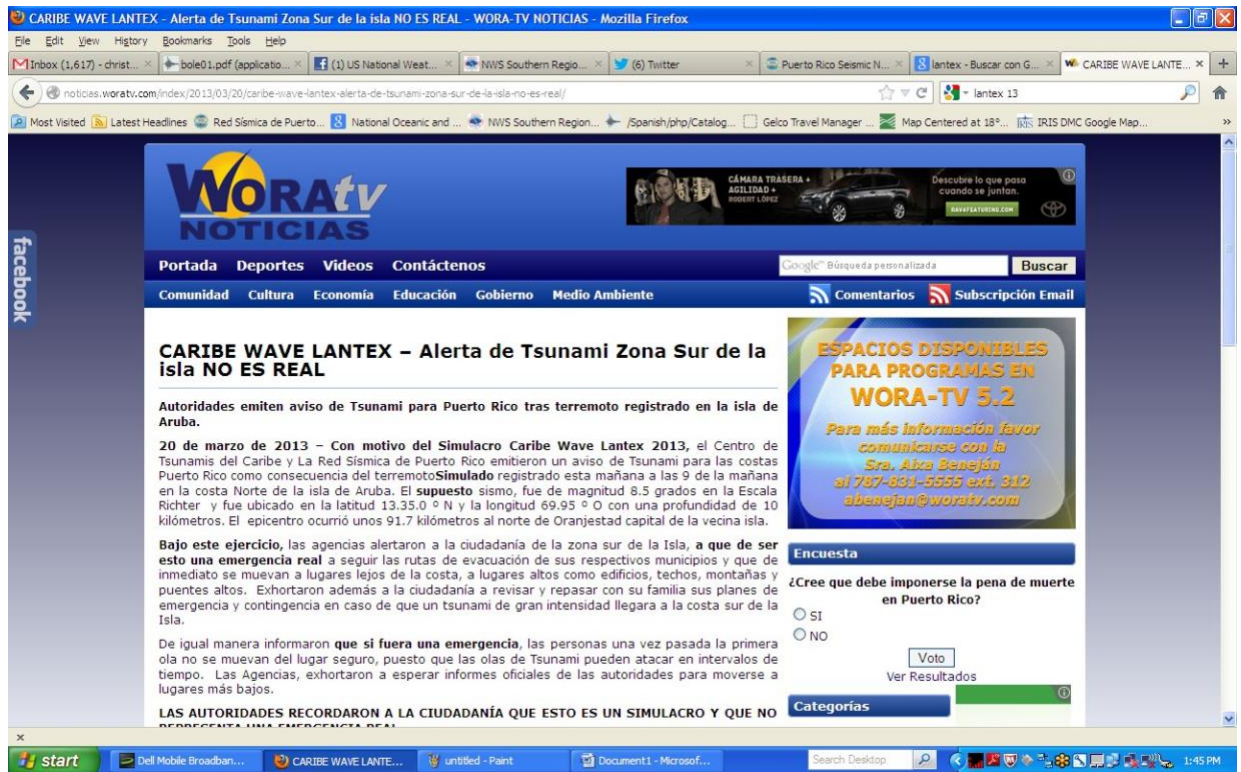 CARIBE WAVE LANTEX - Alerta de Tsunami Zona Sur de la isla NO ES REAL - WORA-TV NOTICIAS - Mozilla Firefox
File Edit View History Bookmarks Tools Help
Inbox (1,617) - christ... bole01.pdf (applicatio... (1) US National Weat... NWS Southern Regio... (6) Twitter Puerto Rico Seismic N... lantex - Buscar con G... CARIBE WAVE LANTE...
noticias.woratv.com/index/2013/03/20/caribe-wave-lantex-alerta-de-tsunami-zona-sur-de-la-isla-no-es-real/ lantex 13
Most Visited Latest Headlines Red Sísmica de Puerto... National Oceanic and ... NWS Southern Region... /Spanish/php/Catalog... Gelco Travel Manager ... Map Centered at 18°... IRIS DMC Google Map...
WORAtv
NOTICIAS
CÁMARA TRASERA +
AGILIDAD +
ROBERT LÓPEZ
Descubre lo que pasa
cuando se juntan.
RAV4FEATURING.COM
facebook
Portada Deportes Videos Contáctenos
Google Búsqueda personalizada Buscar
Comunidad Cultura Economía Educación Gobierno Medio Ambiente
Comentarios Subscripción Email
CARIBE WAVE LANTEX – Alerta de Tsunami Zona Sur de la
isla NO ES REAL
Autoridades emiten aviso de Tsunami para Puerto Rico tras terremoto registrado en la isla de
Aruba.
20 de marzo de 2013 – Con motivo del Simulacro Caribe Wave Lantex 2013, el Centro de
Tsunamis del Caribe y La Red Sísmica de Puerto Rico emitieron un aviso de Tsunami para las costas
Puerto Rico como consecuencia del terremotoSimulado registrado esta mañana a las 9 de la mañana
en la costa Norte de la isla de Aruba. El supuesto sismo, fue de magnitud 8.5 grados en la Escala
Richter y fue ubicado en la latitud 13.35.0 º N y la longitud 69.95 º O con una profundidad de 10
kilómetros. El epicentro ocurrió unos 91.7 kilómetros al norte de Oranjestad capital de la vecina isla.
Bajo este ejercicio, las agencias alertaron a la ciudadanía de la zona sur de la Isla, a que de ser
esto una emergencia real a seguir las rutas de evacuación de sus respectivos municipios y que de
inmediato se muevan a lugares lejos de la costa, a lugares altos como edificios, techos, montañas y
puentes altos. Exhortaron además a la ciudadanía a revisar y repasar con su familia sus planes de
emergencia y contingencia en caso de que un tsunami de gran intensidad llegara a la costa sur de la
Isla.
De igual manera informaron que si fuera una emergencia, las personas una vez pasada la primera
ola no se muevan del lugar seguro, puesto que las olas de Tsunami pueden atacar en intervalos de
tiempo. Las Agencias, exhortaron a esperar informes oficiales de las autoridades para moverse a
lugares más bajos.
LAS AUTORIDADES RECORDARON A LA CIUDADANÍA QUE ESTO ES UN SIMULACRO Y QUE NO
REPRESENTA UNA EMERGENCIA REAL
ESPACIOS DISPONIBLES
PARA PROGRAMAS EN
WORA-TV 5.2
Para más información favor
comunicarse con la
Sra. Aixa Benejám
al 787-831-5555 ext. 312
abenejan@woratv.com
Encuesta
¿Cree que debe imponerse la pena de muerte
en Puerto Rico?
SI
NO
Voto
Ver Resultados
Categorías
start Dell Mobile Broadban... CARIBE WAVE LANTE... untitled - Paint Document1 - Microsof... Search Desktop 1:45 PM